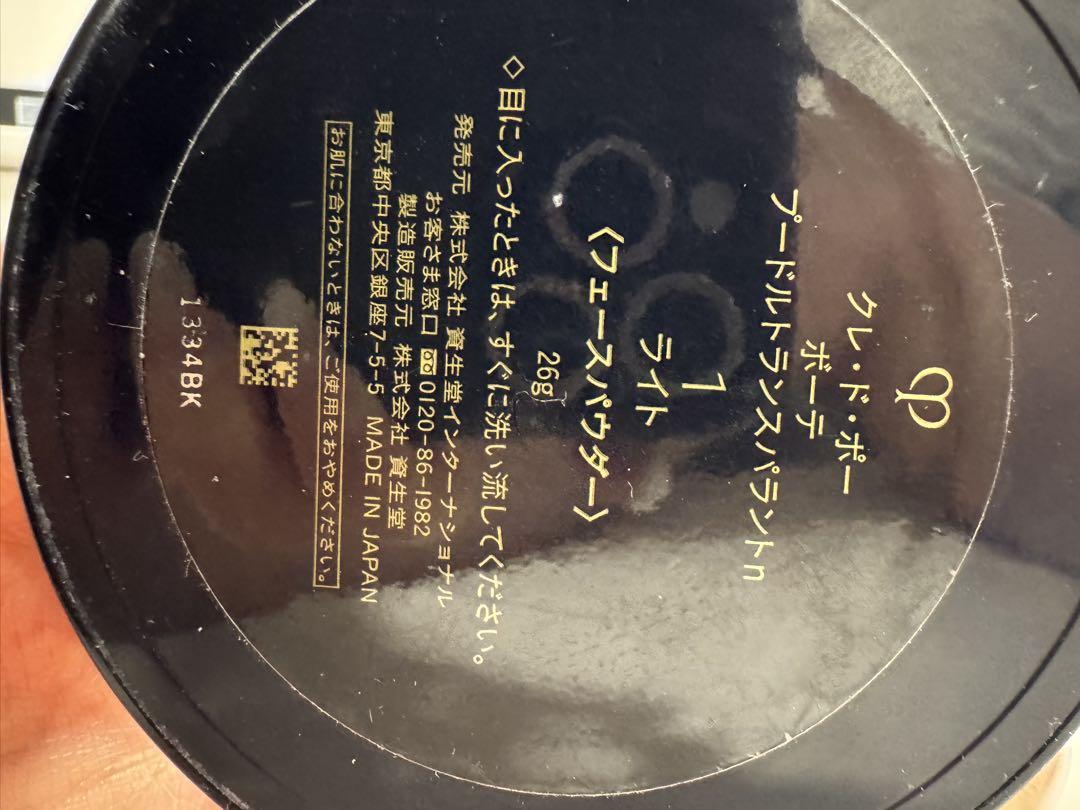 クレ・ド・ポー
ボーテ
プードルトランスパラントn
1
ライト
〈フェースパウダー〉
26g
◇目に入ったときは、すぐに洗い流してください。
発売元 株式会社 資生堂インターナショナル
お客さま窓口 0120-86-1982
製造販売元 株式会社 資生堂
東京都中央区銀座7-5-5 MADE IN JAPAN
お肌に合わないときは、ご使用をおやめください。
1334BK